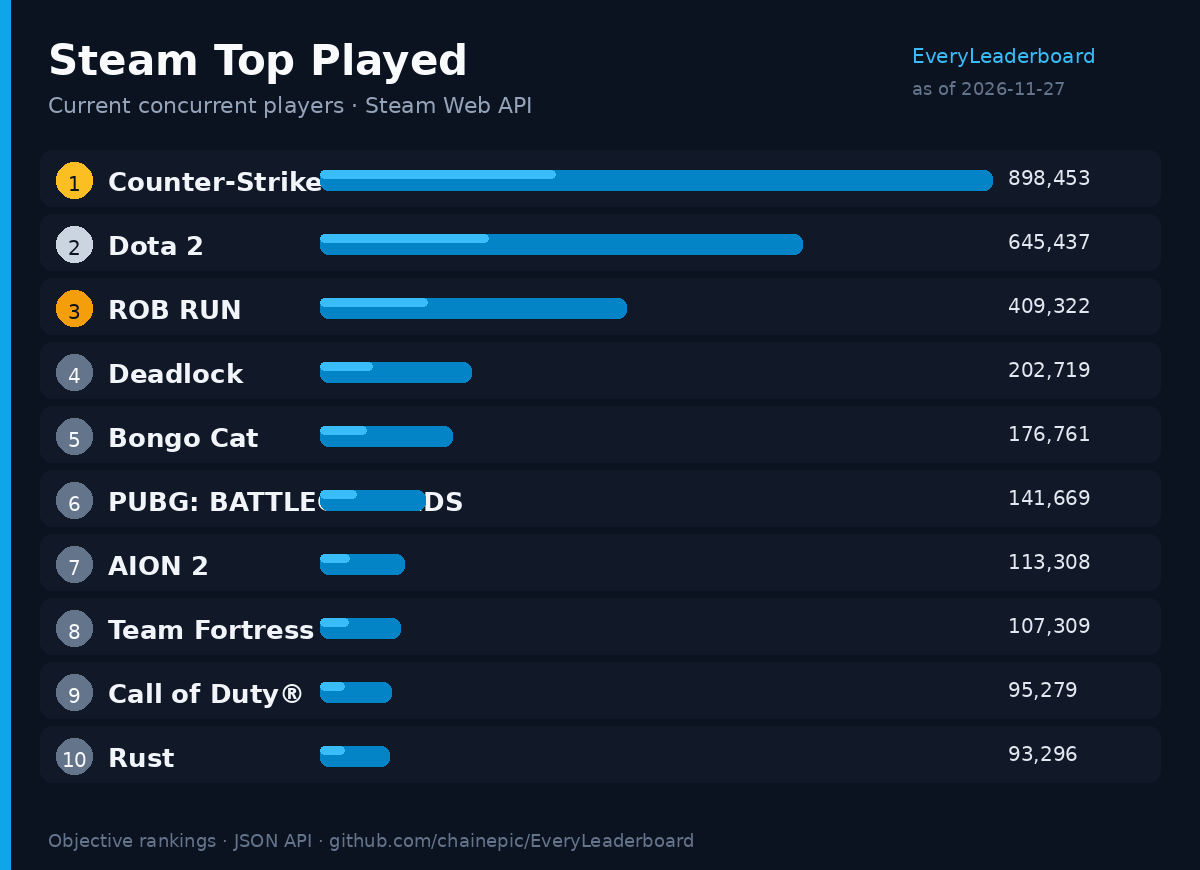 Steam Top Played
EveryLeaderboard
Current concurrent players · Steam Web API
as of 2026-11-27
1 Counter-Strike 898,453
2 Dota 2 645,437
3 ROB RUN 409,322
4 Deadlock 202,719
5 Bongo Cat 176,761
6 PUBG: 141,669
7 AION 2 113,308
8 Team Fortress 107,309
9 Call of Duty® 95,279
10 Rust 93,296
Objective rankings · JSON API · github.com/chainepic/EveryLeaderboard